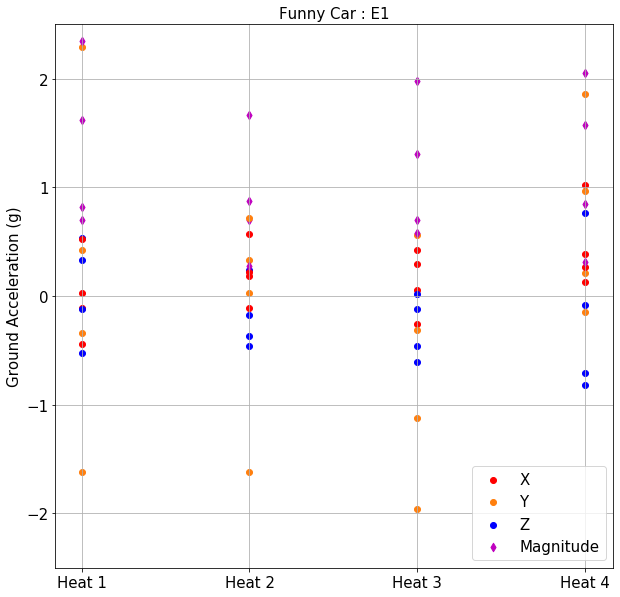 Funny Car : E1
Ground Acceleration (g)
2
1
0
−1
−2
Heat 1
Heat 2
Heat 3
Heat 4
X
Y
Z
Magnitude